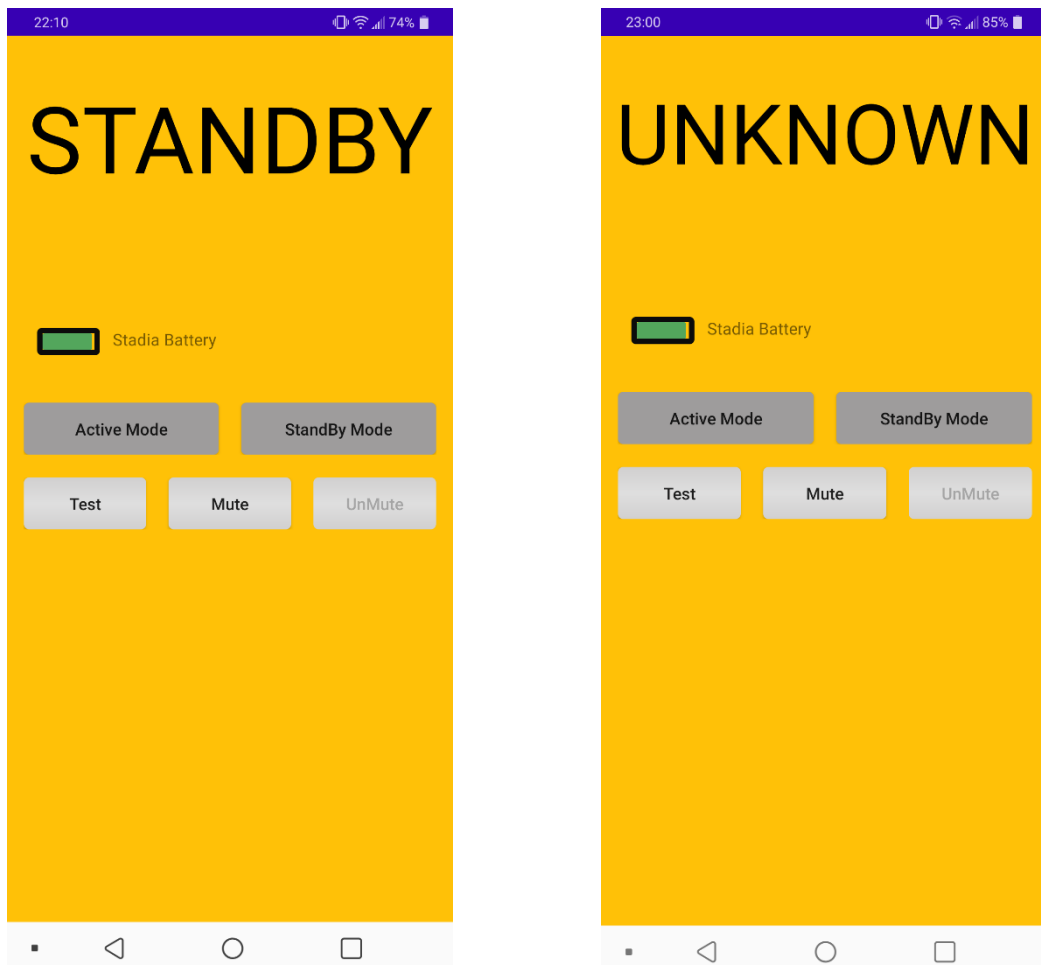 22:10 74%
STANDBY
Stadia Battery
Active Mode StandBy Mode
Test Mute UnMute
23:00 85%
UNKNOWN
Stadia Battery
Active Mode StandBy Mode
Test Mute UnMute